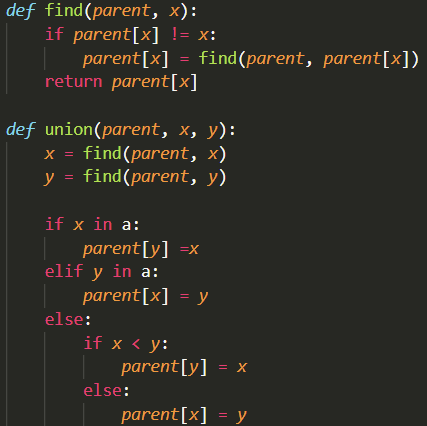 def find(parent, x):
    if parent[x] != x:
        parent[x] = find(parent, parent[x])
    return parent[x]

def union(parent, x, y):
    x = find(parent, x)
    y = find(parent, y)

    if x in a:
        parent[y] =x
    elif y in a:
        parent[x] = y
    else:
        if x < y:
            parent[y] = x
        else:
            parent[x] = y